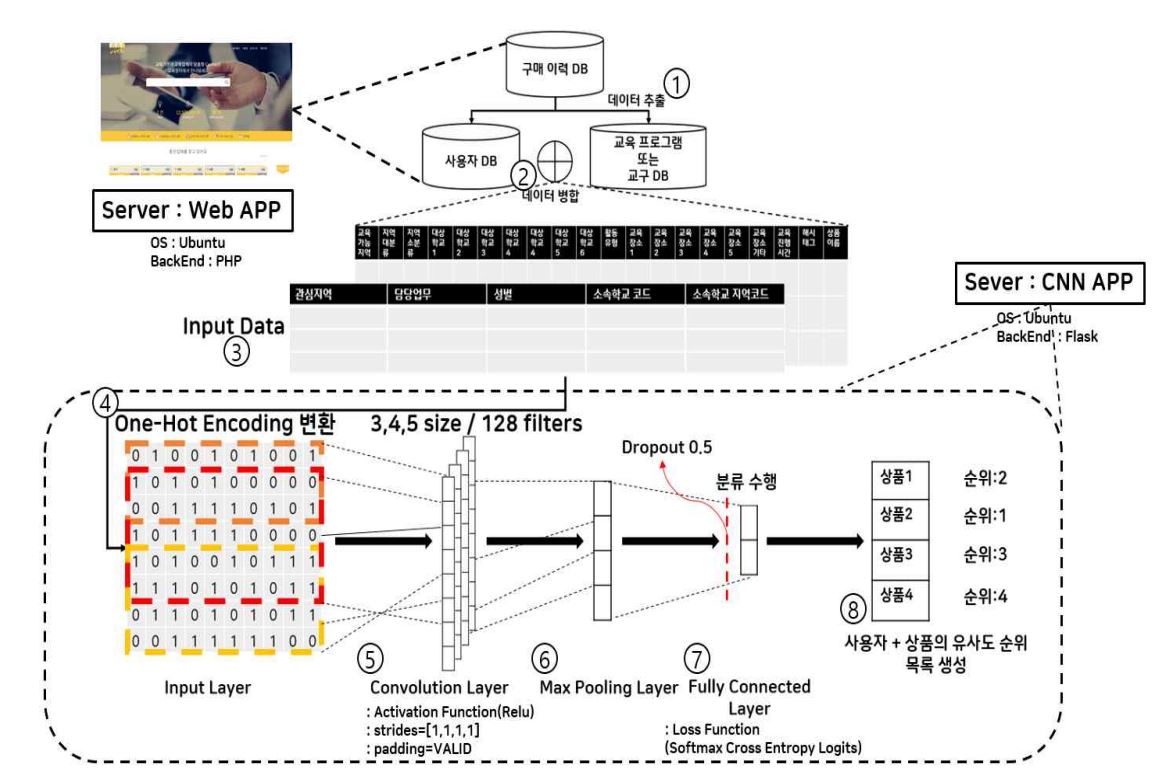 구매 이력 DB
①
데이터 추출
사용자 DB
교육 프로그램
또는
교구 DB
②
데이터 병합
Server : Web APP
OS : Ubuntu
BackEnd : PHP
교육 가능 지역 지역 대분류 지역 소분류 대상 학교 1 대상 학교 2 대상 학교 3 대상 학교 4 대상 학교 4 대상 학교 5 대상 학교 6 활동 유형 교육 장소 1 교육 장소 2 교육 장소 3 교육 장소 4 교육 장소 5 교육 장소 기타 교육 진행 시간 해시 태그 상품 이름
관심지역 담당업무 성별 소속학교 코드 소속학교 지역코드
Input Data
③
Sever : CNN APP
OS : Ubuntu
BackEnd : Flask
④
One-Hot Encoding 변환
3,4,5 size / 128 filters
0 1 0 0 1 0 1 0 0 1
1 0 1 0 1 0 0 0 0 0
0 1 0 1 0 0 1 1 0 1
1 0 1 1 1 1 0 0 0 0
1 0 1 0 0 1 0 1 1 1
1 1 1 0 1 0 1 0 1 1
0 1 1 0 1 0 1 0 1 1
0 0 1 1 1 1 1 1 0 0
Dropout 0.5
분류 수행
상품1 순위:2
상품2 순위:1
상품3 순위:3
상품4 순위:4
⑧
사용자 + 상품의 유사도 순위
목록 생성
Input Layer
⑤
Convolution Layer
: Activation Function(Relu)
: strides=[1,1,1,1]
: padding=VALID
⑥
Max Pooling Layer
⑦
Fully Connected
Layer
: Loss Function
(Softmax Cross Entropy Logits)